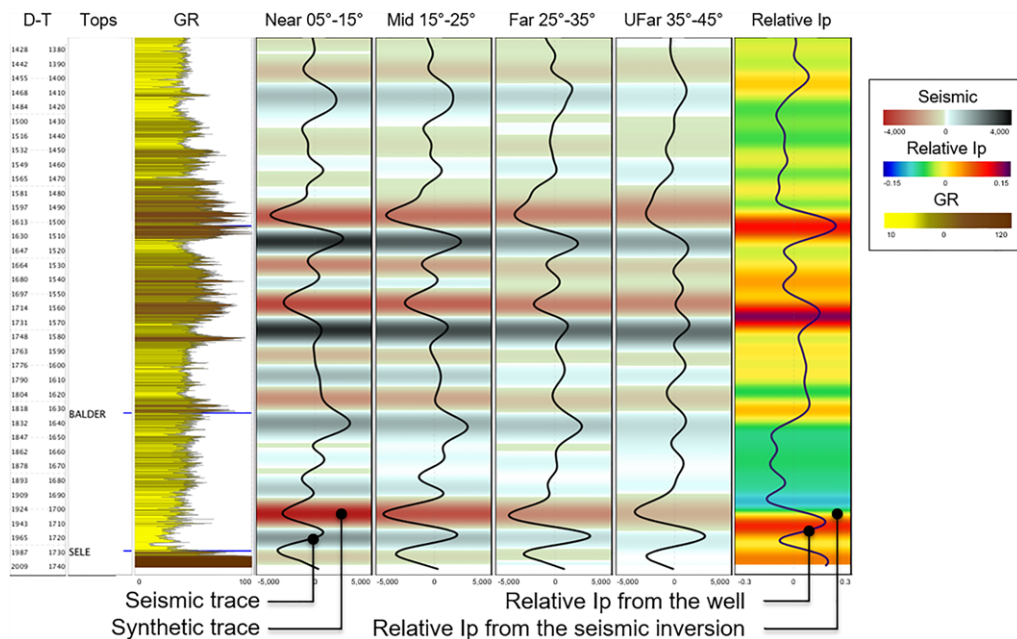 D-T Tops GR Near 05°-15° Mid 15°-25° Far 25°-35° UFar 35°-45° Relative Ip
1428 1380
1442 1390
1455 1400
1468 1410
1484 1420
1500 1430
1516 1440
1532 1450
1549 1460
1565 1470
1581 1480
1597 1490
1613 1500
1630 1510
1647 1520
1664 1530
1680 1540
1697 1550
1714 1560
1731 1570
1748 1580
1763 1590
1776 1600
1790 1610
1804 1620
1818 1630
BALDER
1832 1640
1847 1650
1862 1660
1878 1670
1893 1680
1909 1690
1924 1700
1943 1710
1965 1720
1987 1730 SELE
2009 1740
0 100 -5,000 0 5,000 -5,000 0 5,000 -5,000 0 5,000 -5,000 0 5,000 -0.3 0 0.3
Seismic trace
Synthetic trace
Relative Ip from the well
Relative Ip from the seismic inversion
Seismic
-4,000 0 4,000
Relative Ip
-0.15 0 0.15
GR
10 0 120